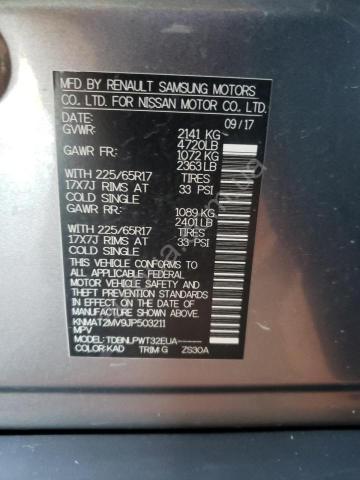 MFD BY RENAULT SAMSUNG MOTORS
CO., LTD. FOR NISSAN MOTOR CO., LTD.
DATE: 09/17
GVWR: 2141 KG
4720LB
GAWR FR: 1072 KG
2363LB
WITH 225/65R17 TIRES
17X7J RIMS AT 33 PSI
COLD SINGLE
GAWR RR: 1089 KG
2401LB
WITH 225/65R17 TIRES
17X7J RIMS AT 33 PSI
COLD SINGLE
THIS VEHICLE CONFORMS TO
ALL APPLICABLE FEDERAL
MOTOR VEHICLE SAFETY AND
THEFT PREVENTION
STANDARDS IN EFFECT ON
THE DATE OF MANUFACTURE
SHOWN ABOVE.
KNMAT2MV9JP503211
MPV
MODEL: TDBNLPWT32EUA------
COLOR:KAD TRIM:G ZS30A